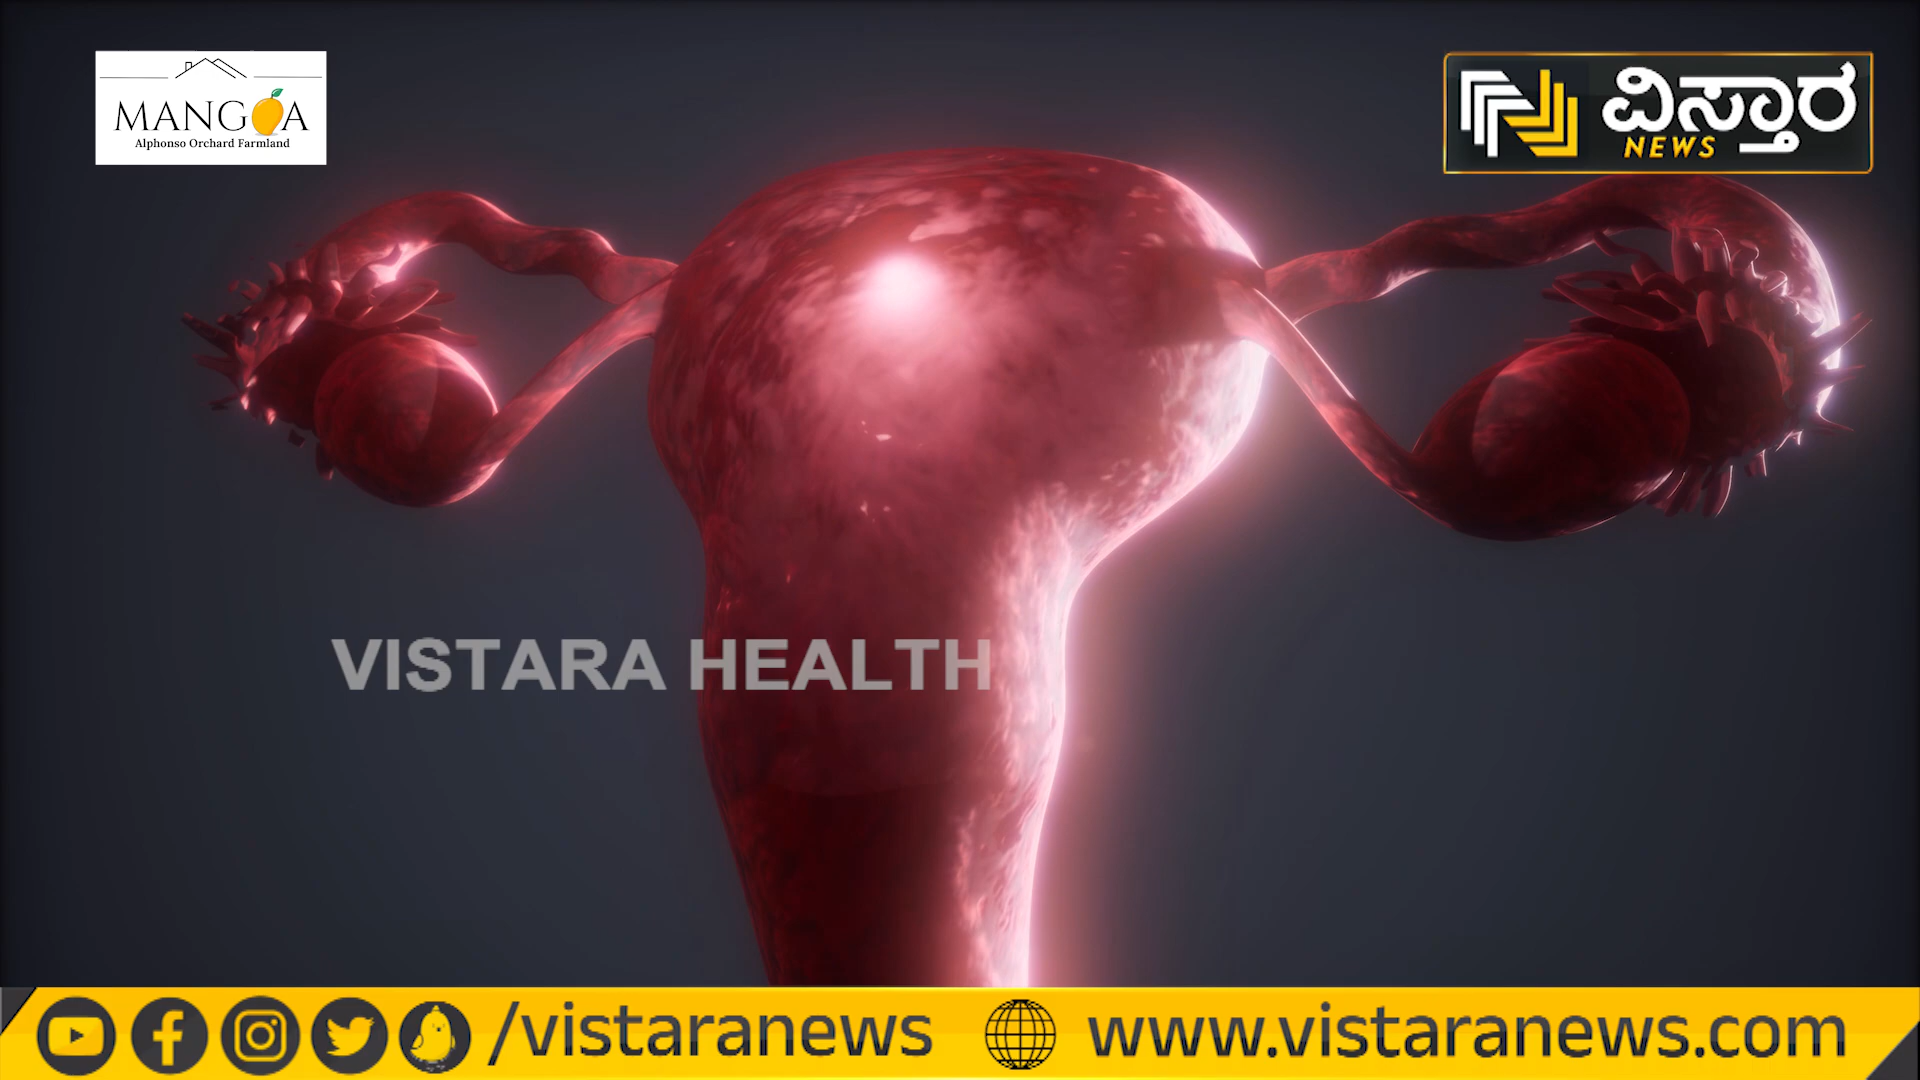 MANGOA
Alphonso Orchard Farmland
ವಿಸ್ತಾರ
NEWS
VISTARA HEALTH
/vistaranews
www.vistaranews.com